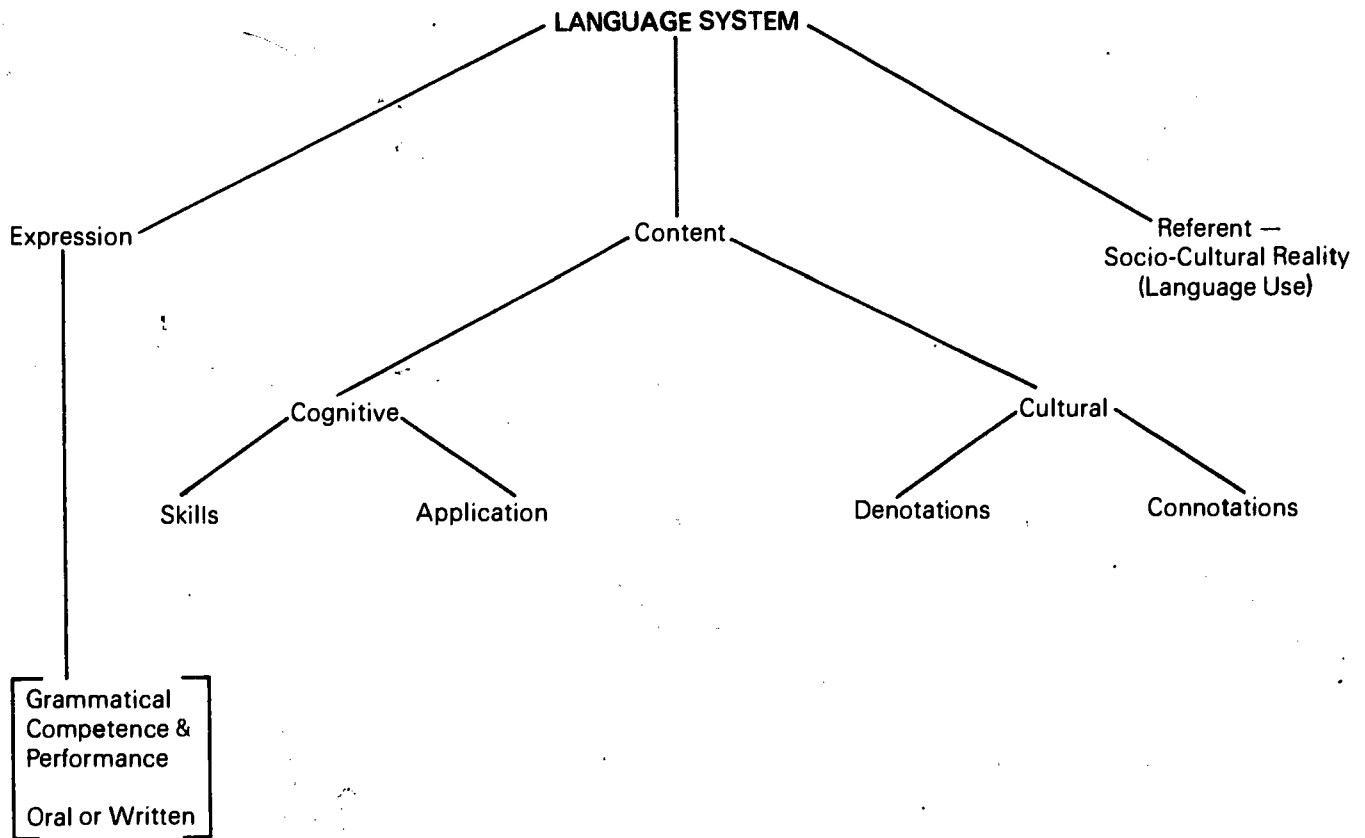 LANGUAGE SYSTEM
Expression
Content
Referent —
Socio-Cultural Reality
(Language Use)
Cognitive
Cultural
Skills
Application
Denotations
Connotations
Grammatical
Competence &
Performance
Oral or Written